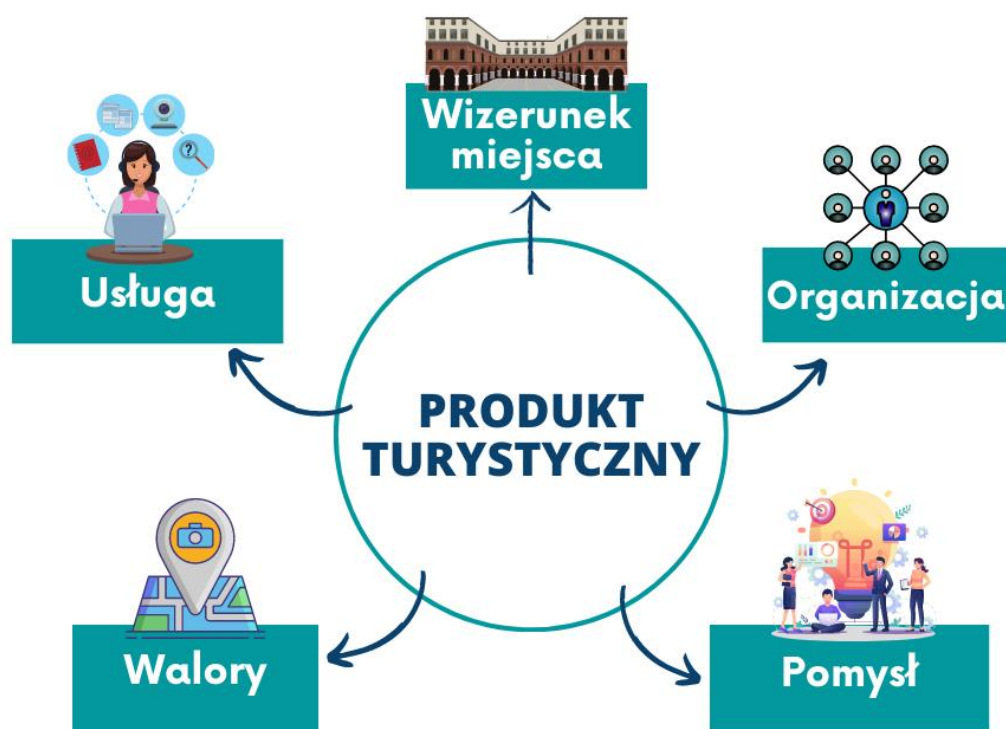 Wizerunek
miejsca
Usługa
Organizacja
PRODUKT
TURYSTYCZNY
Walory
Pomysł